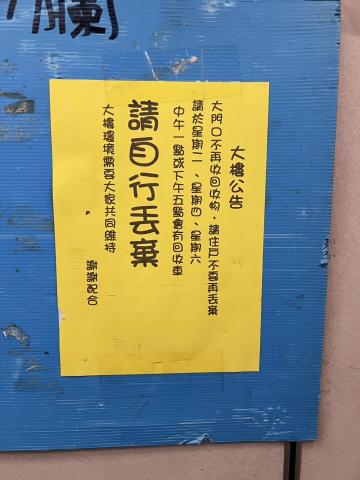 欄
大樓公告
大門口不再收回收物，請住戶不要再丟棄
請於星期二、星期四、星期六
中午一點或下午五點會有回收車
請自行丟棄
大樓環境需要大家共同維持
謝謝配合